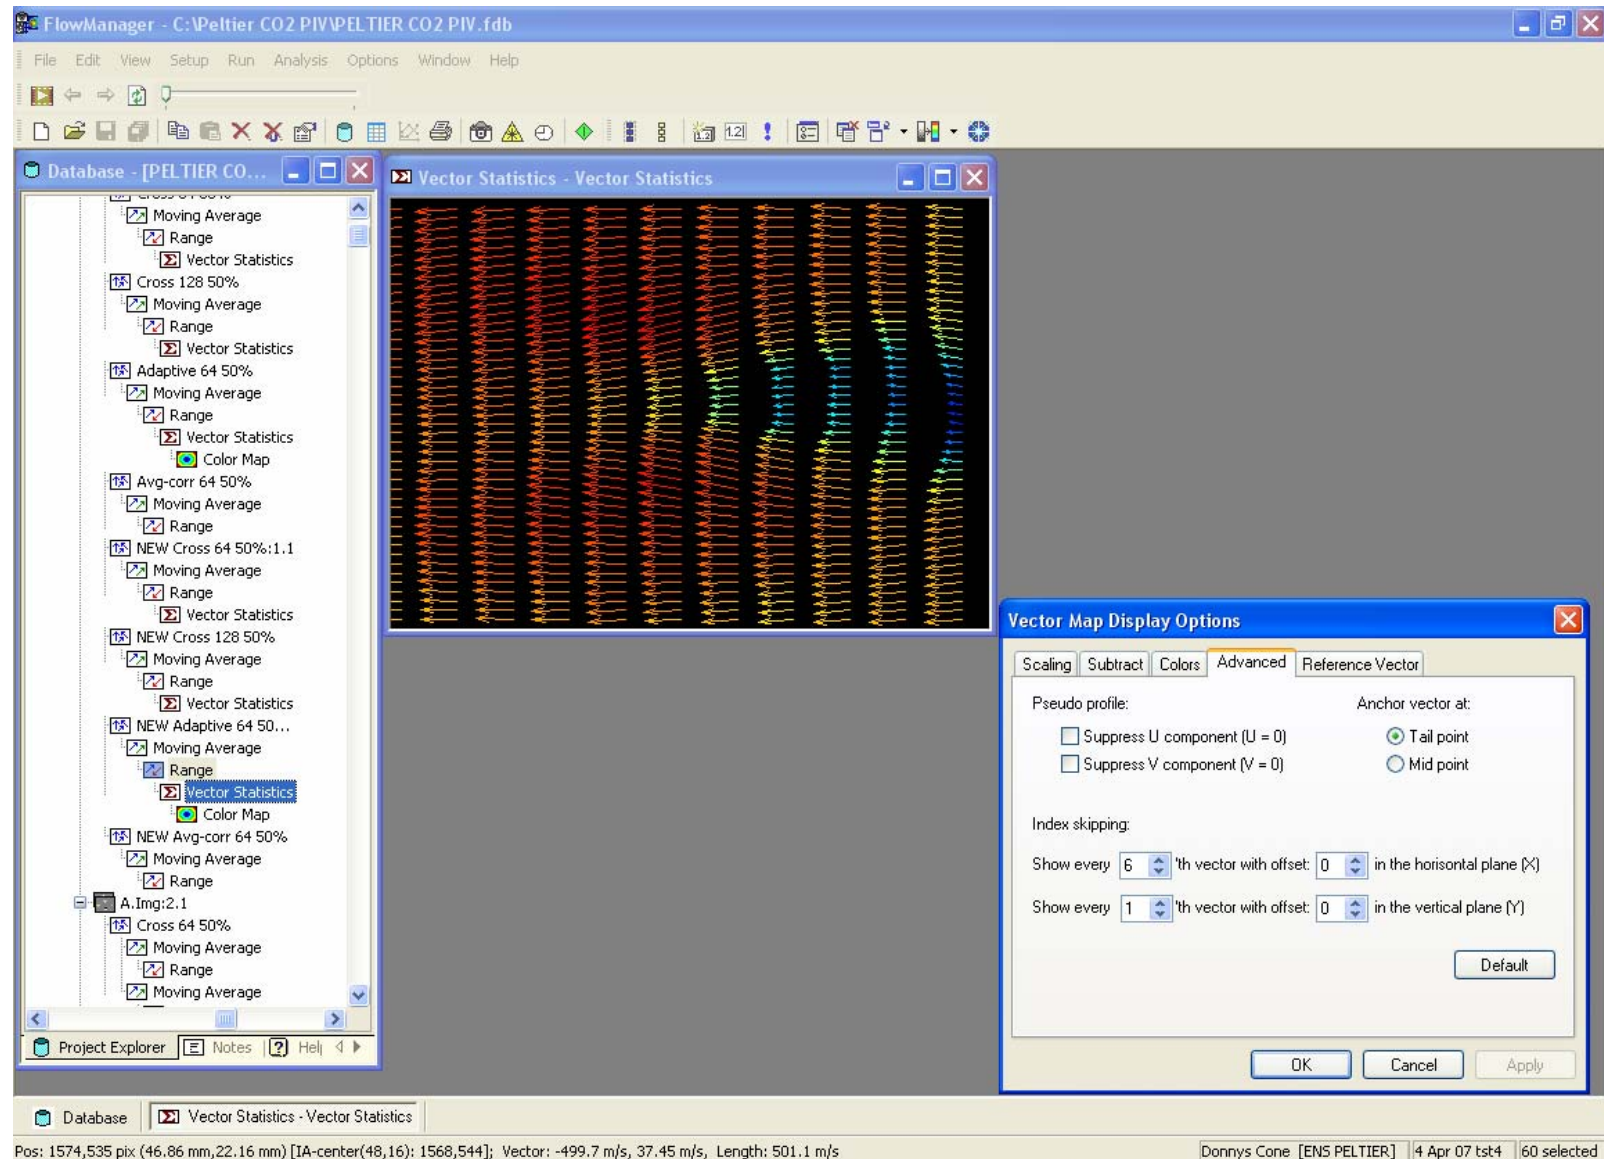 FlowManager - C:\Peltier CO2 PIV\PELTIER CO2 PIV.fdb
File Edit View Setup Run Analysis Options Window Help
Database - [PELTIER CO...
Moving Average
Range
Vector Statistics
Cross 128 50%
Moving Average
Range
Vector Statistics
Adaptive 64 50%
Moving Average
Range
Vector Statistics
Color Map
Avg-corr 64 50%
Moving Average
Range
NEW Cross 64 50%:1.1
Moving Average
Range
Vector Statistics
NEW Cross 128 50%
Moving Average
Range
Vector Statistics
NEW Adaptive 64 50...
Moving Average
Range
Vector Statistics
Color Map
NEW Avg-corr 64 50%
Moving Average
Range
A.Img:2.1
Cross 64 50%
Moving Average
Range
Moving Average
Project Explorer Notes Hel
Vector Statistics - Vector Statistics
Vector Map Display Options
Scaling Subtract Colors Advanced Reference Vector
Pseudo profile: Anchor vector at:
Suppress U component (U = 0) Tail point
Suppress V component (V = 0) Mid point
Index skipping:
Show every 6 'th vector with offset: 0 in the horisontal plane (X)
Show every 1 'th vector with offset: 0 in the vertical plane (Y)
Default
OK Cancel Apply
Database Vector Statistics - Vector Statistics
Pos: 1574,535 pix (46.86 mm,22.16 mm) [IA-center(48,16): 1568,544]; Vector: -499.7 m/s, 37.45 m/s, Length: 501.1 m/s
Donnys Cone [ENS PELTIER] 4 Apr 07 tst4 60 selected